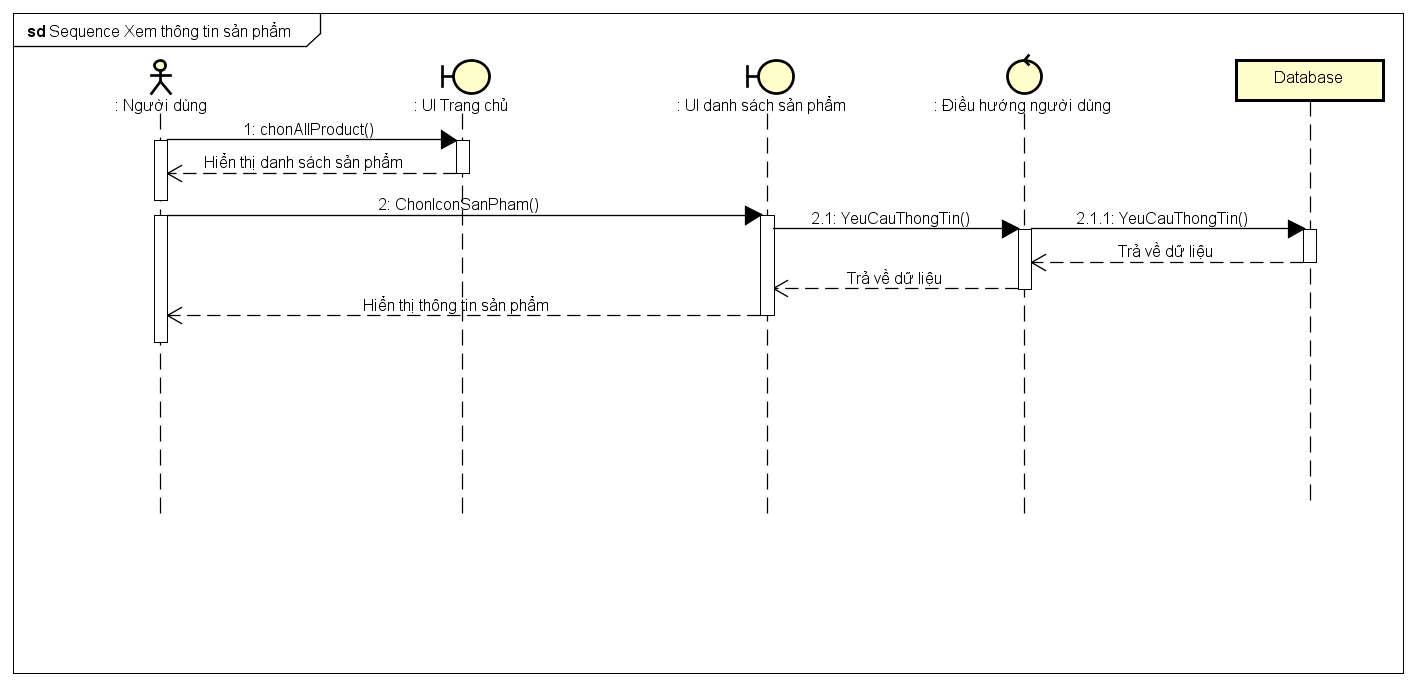 sd Sequence Xem thông tin sản phẩm
: Người dùng
: UI Trang chủ
: UI danh sách sản phẩm
: Điều hướng người dùng
Database
1: chonAllProduct()
Hiển thị danh sách sản phẩm
2: ChonIconSanPham()
2.1: YeuCauThongTin()
2.1.1: YeuCauThongTin()
Trả về dữ liệu
Trả về dữ liệu
Hiển thị thông tin sản phẩm